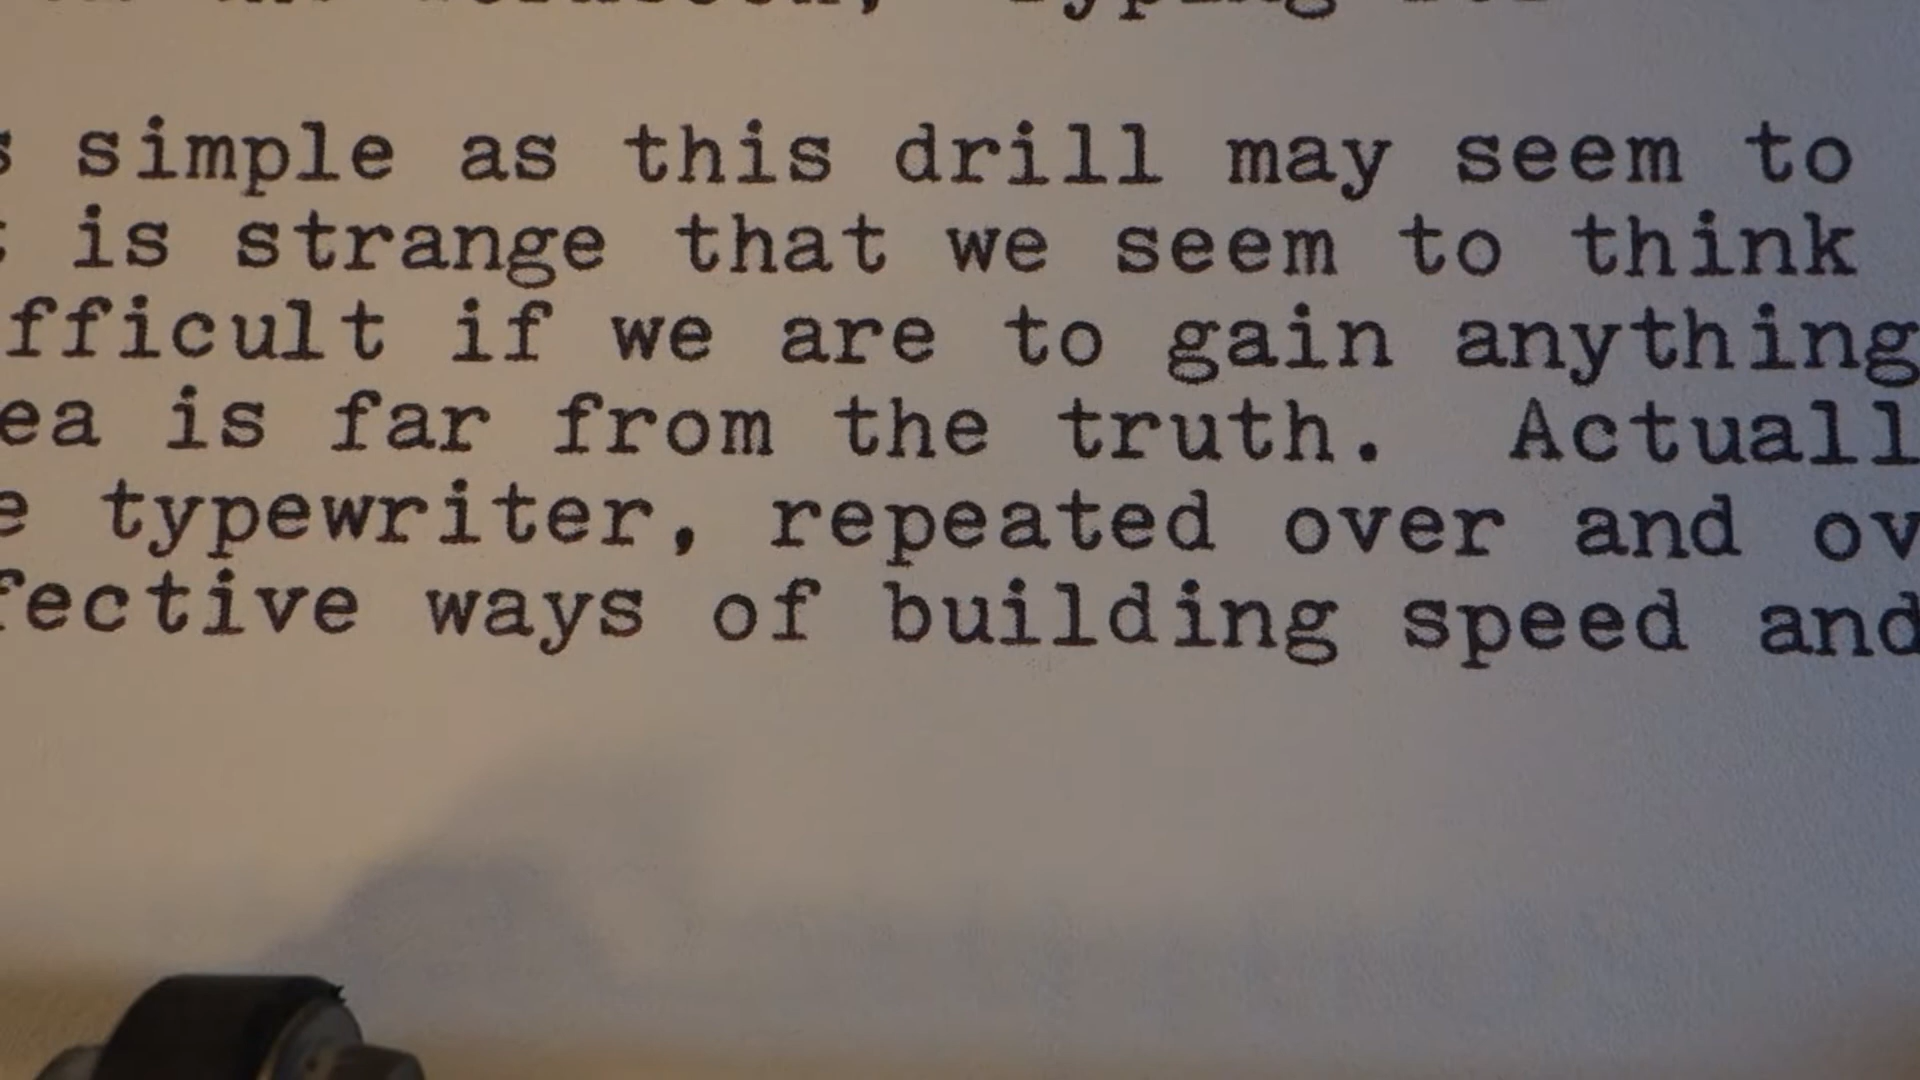 Typing
s simple as this drill may seem to
is strange that we seem to think
fficult if we are to gain anything
ea is far from the truth.  Actuall
e typewriter, repeated over and ov
fective ways of building speed and